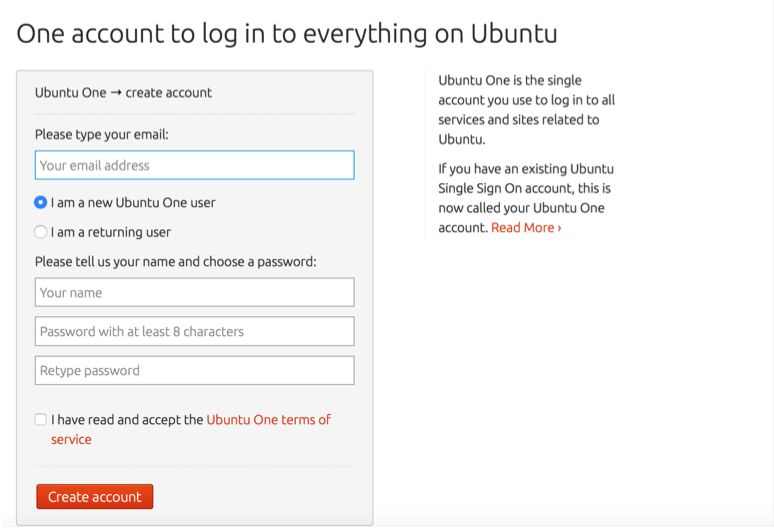 One account to log in to everything on Ubuntu
Ubuntu One → create account
Please type your email:
Your email address
I am a new Ubuntu One user
I am a returning user
Please tell us your name and choose a password:
Your name
Password with at least 8 characters
Retype password
I have read and accept the Ubuntu One terms of
service
Create account
Ubuntu One is the single
account you use to log in to all
services and sites related to
Ubuntu.
If you have an existing Ubuntu
Single Sign On account, this is
now called your Ubuntu One
account. Read More ›